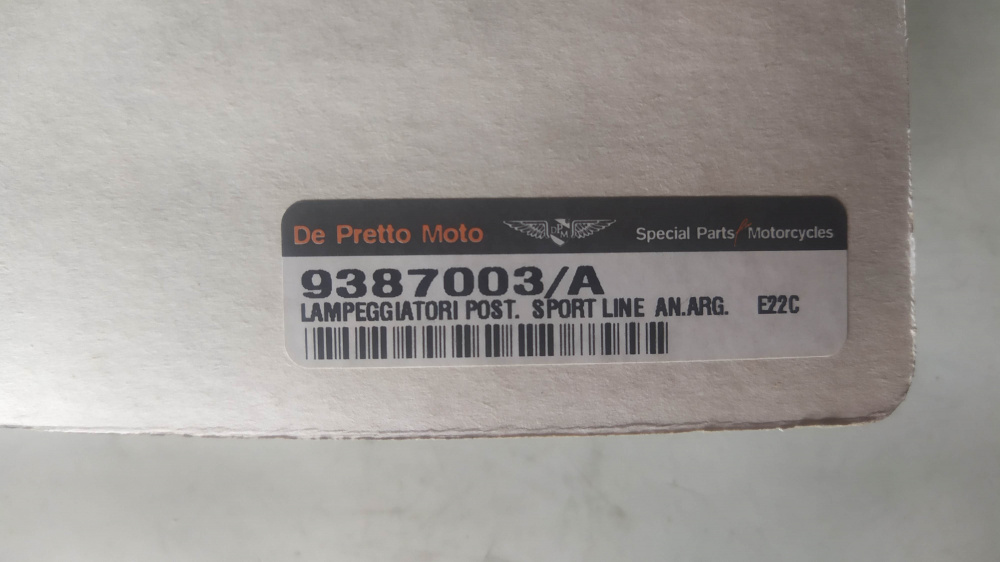 De Pretto Moto DPM Special Parts Motorcycles
9387003/A
LAMPEGGIATORI POST. SPORT LINE AN.ARG. E22C